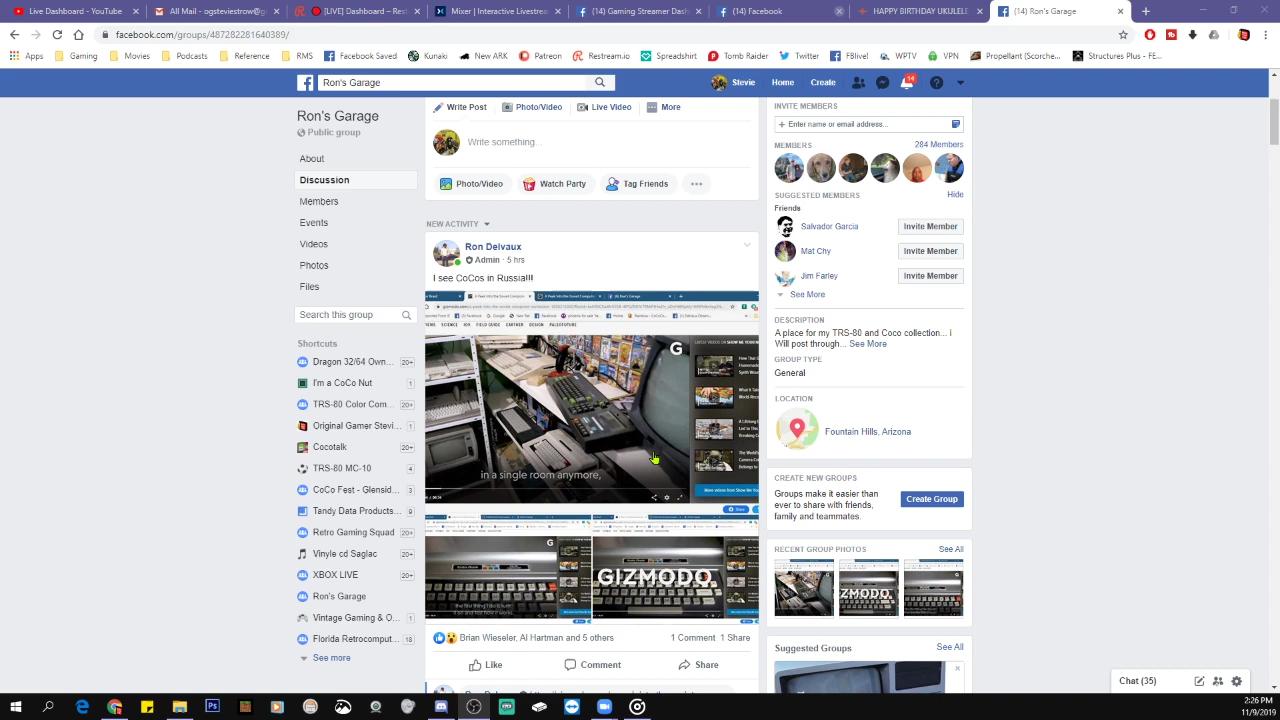 Live Dashboard - YouTube
All Mail - ogsteviestrow@g
[LIVE] Dashboard – Rest
Mixer | Interactive Livestrea
(14) Gaming Streamer Das
(14) Facebook
HAPPY BIRTHDAY UKULELE
(14) Ron's Garage
facebook.com/groups/487282281640389/
Apps
Gaming
Movies
Podcasts
Reference
RMS
Facebook Saved
Kunaki
New ARK
Patreon
Restream.io
Spreadshirt
Tomb Raider
Twitter
FBlive!
WPTV
VPN
Propellant (Scorche...
Structures Plus - FE...
Ron's Garage
Stevie
Home
Create
14
Ron's Garage
Public group
About
Discussion
Members
Events
Videos
Photos
Files
Search this group
Shortcuts
Dragon 32/64 Own... 20+
I'm a CoCo Nut 1
TRS-80 Color Com... 20+
Original Gamer Stevi... 1
Cocotalk 20+
TRS-80 MC-10 4
CoCo Fest - Glensid... 3
Tandy Data Products... 3
Retro Gaming Squad 20+
Vinyle cd Saglac 1
XBOX LIVE 20+
Ron's Garage
Vintage Gaming & O... 1
Florida Retrocomput... 18
See more
Write Post
Photo/Video
Live Video
More
Write something...
Photo/Video
Watch Party
Tag Friends
NEW ACTIVITY
Ron Delvaux
Admin · 5 hrs
I see CoCos in Russia!!!
G
in a single room anymore,
More videos from Show Me You
G
GIZMODO
Brian Wieseler, Al Hartman and 5 others
1 Comment 1 Share
Like
Comment
Share
INVITE MEMBERS
+ Enter name or email address...
MEMBERS
284 Members
SUGGESTED MEMBERS
Hide
Friends
Salvador Garcia
Invite Member
Mat Chy
Invite Member
Jim Farley
Invite Member
See More
DESCRIPTION
A place for my TRS-80 and Coco collection... i
Will post through... See More
GROUP TYPE
General
LOCATION
Fountain Hills, Arizona
CREATE NEW GROUPS
Groups make it easier than
ever to share with friends,
family and teammates.
Create Group
RECENT GROUP PHOTOS
See All
ZMODO
Suggested Groups
See All
Chat (35)
2:26 PM
11/9/2019